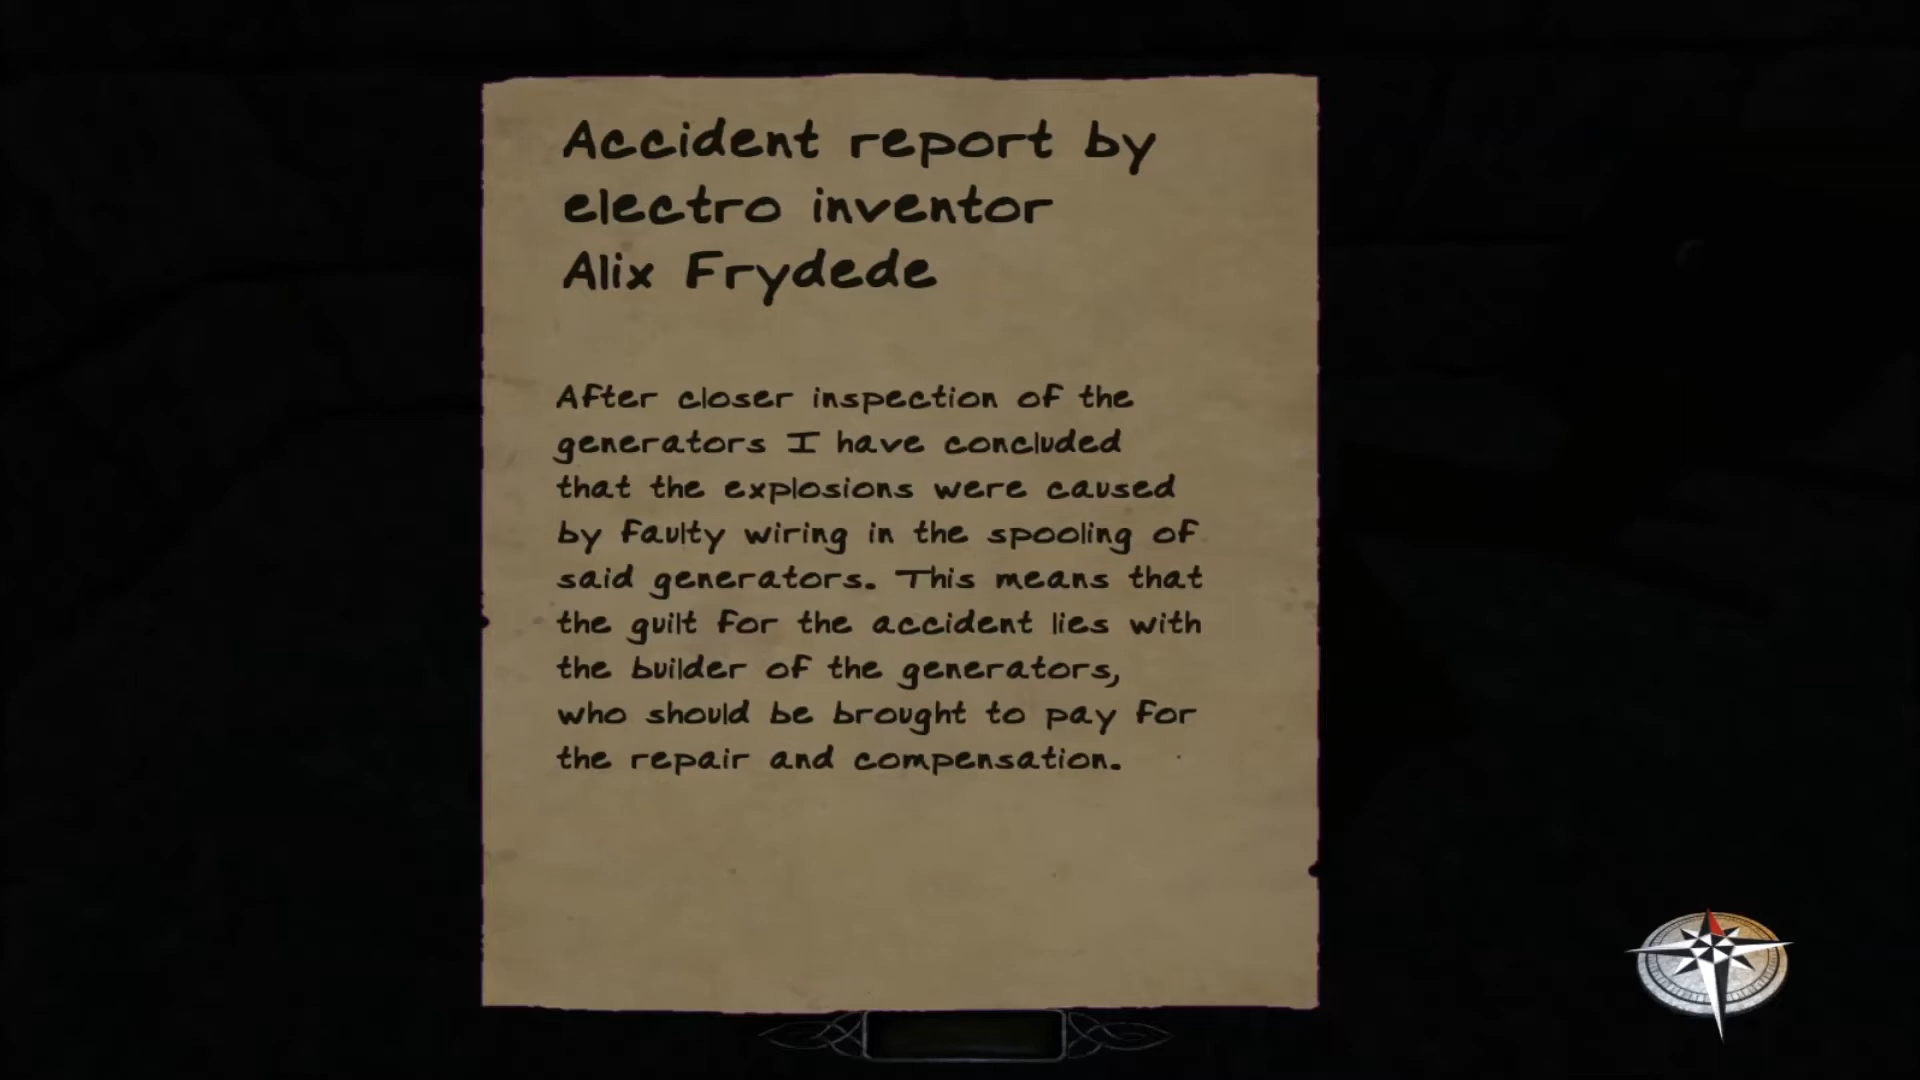 Accident report by
electro inventor
Alix Frydede
After closer inspection of the
generators I have concluded
that the explosions were caused
by faulty wiring in the spooling of
said generators. This means that
the guilt for the accident lies with
the builder of the generators,
who should be brought to pay for
the repair and compensation.